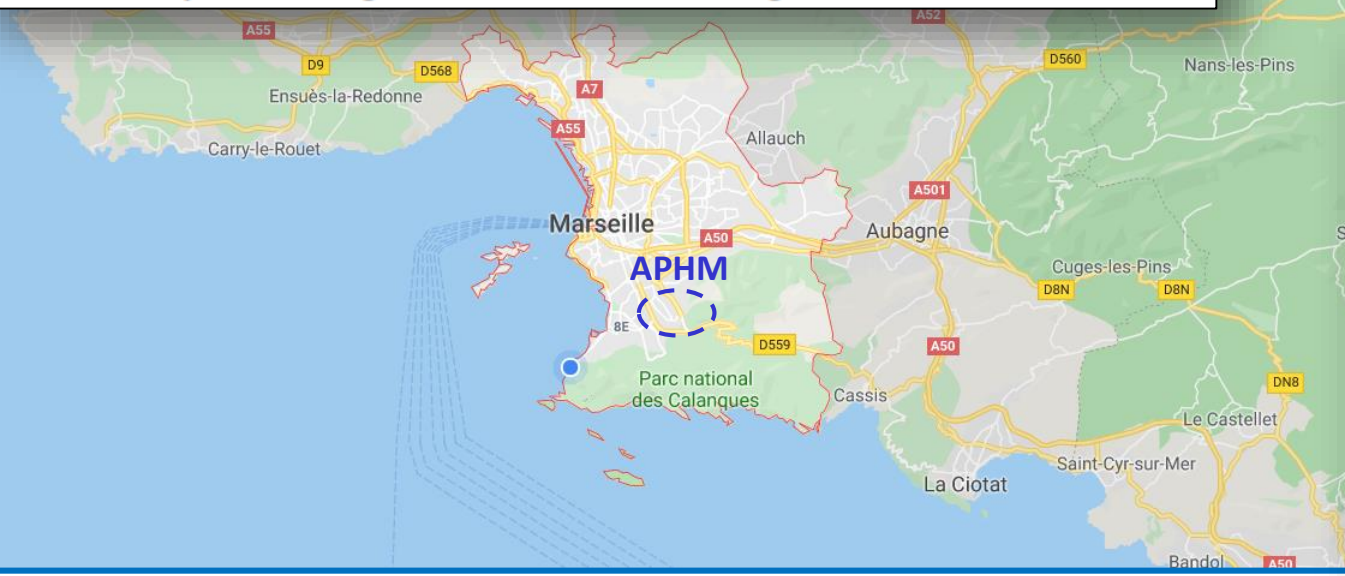 A52
A55
D560
D9
D568
Nans-les-Pins
A7
Ensuès-la-Redonne
A55
Allauch
Carry-le-Rouet
A501
Marseille
Aubagne
A50
APHM
Cuges-les-Pins
D8N
D8N
8E
D559
A50
Parc national
des Calanques
DN8
Cassis
Le Castellet
Saint-Cyr-sur-Mer
La Ciotat
Bandol
A50